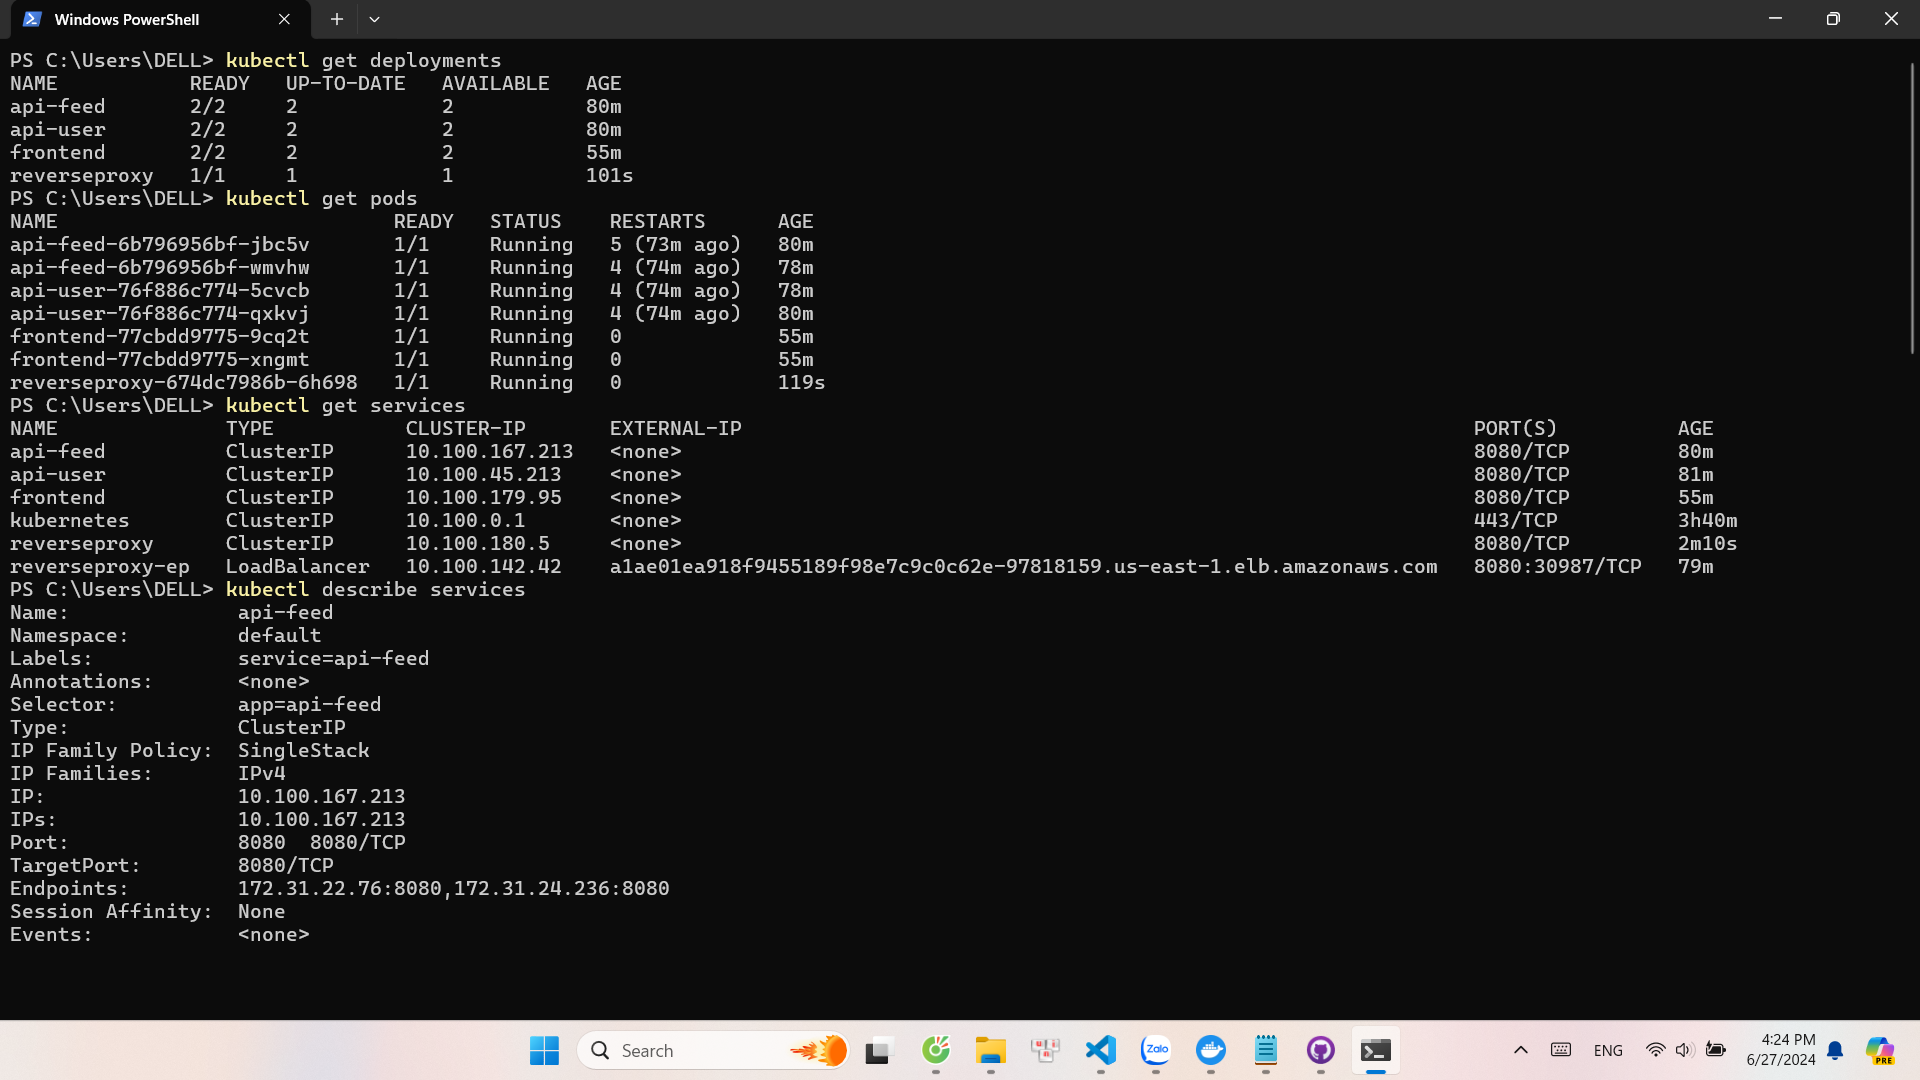 Windows PowerShell
PS C:\Users\DELL> kubectl get deployments
NAME           READY   UP-TO-DATE   AVAILABLE   AGE
api-feed       2/2     2            2           80m
api-user       2/2     2            2           80m
frontend       2/2     2            2           55m
reverseproxy   1/1     1            1           101s
PS C:\Users\DELL> kubectl get pods
NAME                            READY   STATUS    RESTARTS      AGE
api-feed-6b796956bf-jbc5v       1/1     Running   5 (73m ago)   80m
api-feed-6b796956bf-wmvhw       1/1     Running   4 (74m ago)   78m
api-user-76f886c774-5cvcb       1/1     Running   4 (74m ago)   78m
api-user-76f886c774-qxkvj       1/1     Running   4 (74m ago)   80m
frontend-77cbdd9775-9cq2t       1/1     Running   0             55m
frontend-77cbdd9775-xngmt       1/1     Running   0             55m
reverseproxy-674dc7986b-6h698   1/1     Running   0             119s
PS C:\Users\DELL> kubectl get services
NAME              TYPE           CLUSTER-IP       EXTERNAL-IP                                                             PORT(S)          AGE
api-feed          ClusterIP      10.100.167.213   <none>                                                                  8080/TCP         80m
api-user          ClusterIP      10.100.45.213    <none>                                                                  8080/TCP         81m
frontend          ClusterIP      10.100.179.95    <none>                                                                  8080/TCP         55m
kubernetes        ClusterIP      10.100.0.1       <none>                                                                  443/TCP          3h40m
reverseproxy      ClusterIP      10.100.180.5     <none>                                                                  8080/TCP         2m10s
reverseproxy-ep   LoadBalancer   10.100.142.42    a1ae01ea918f9455189f98e7c9c0c62e-97818159.us-east-1.elb.amazonaws.com   8080:30987/TCP   79m
PS C:\Users\DELL> kubectl describe services
Name:              api-feed
Namespace:         default
Labels:            service=api-feed
Annotations:       <none>
Selector:          app=api-feed
Type:              ClusterIP
IP Family Policy:  SingleStack
IP Families:       IPv4
IP:                10.100.167.213
IPs:               10.100.167.213
Port:              8080  8080/TCP
TargetPort:        8080/TCP
Endpoints:         172.31.22.76:8080,172.31.24.236:8080
Session Affinity:  None
Events:            <none>
Search
Zalo
ENG
4:24 PM
6/27/2024
PRE